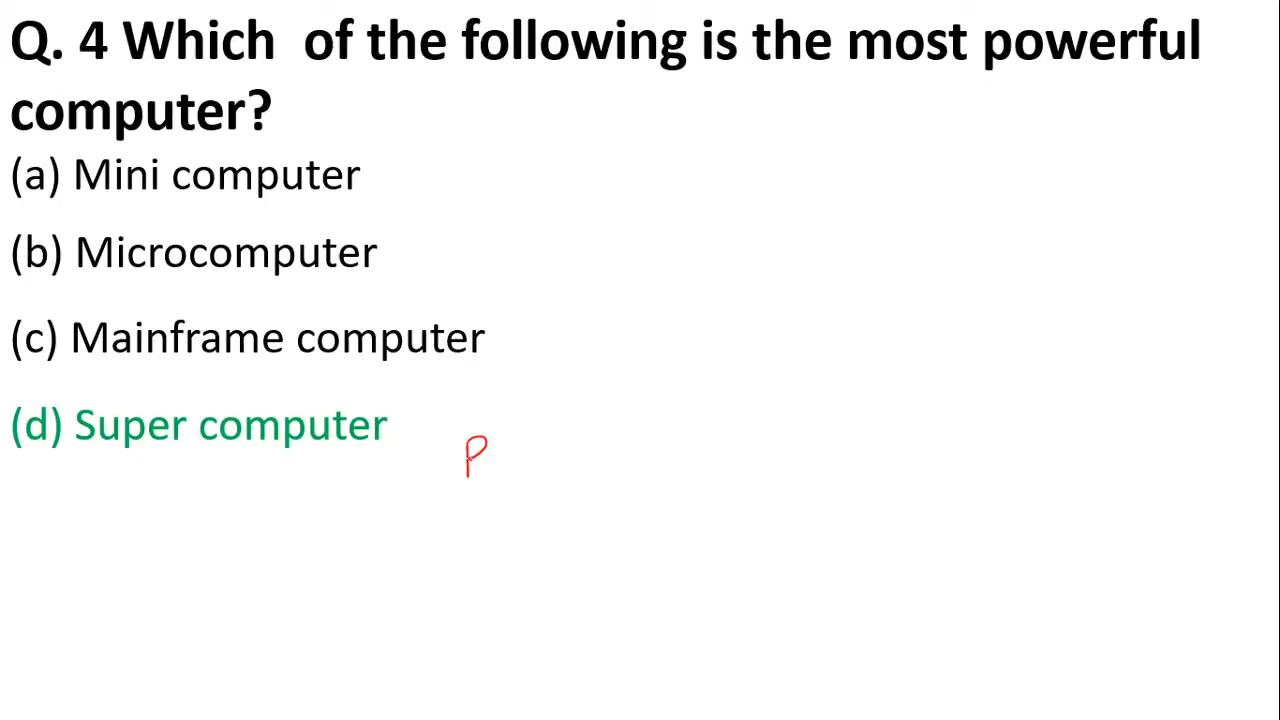 Q. 4 Which of the following is the most powerful
computer?
(a) Mini computer
(b) Microcomputer
(c) Mainframe computer
(d) Super computer
P